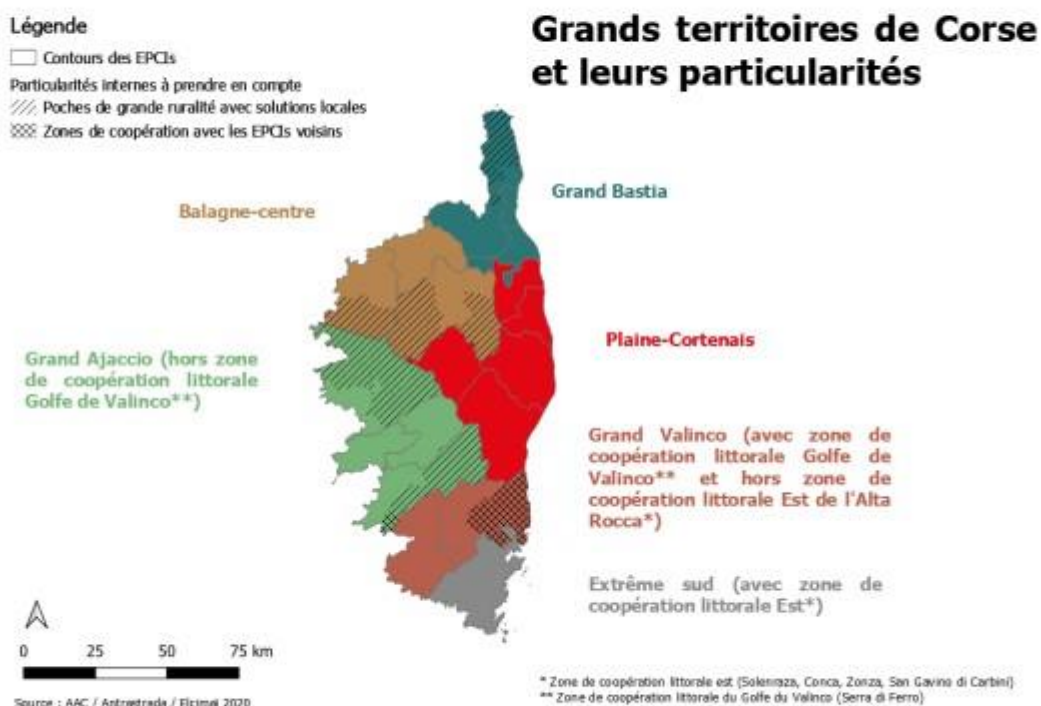 Grands territoires de Corse
et leurs particularités
Légende
Contours des EPCIs
Particularités internes à prendre en compte
Poches de grande ruralité avec solutions locales
Zones de coopération avec les EPCIs voisins
Grand Bastia
Balagne-centre
Plaine-Cortenais
Grand Ajaccio (hors zone
de coopération littorale
Golfe de Valinco**)
Grand Valinco (avec zone de
coopération littorale Golfe de
Valinco** et hors zone de
coopération littorale Est de l'Alta
Rocca*)
Extrême sud (avec zone de
coopération littorale Est*)
0 25 50 75 km
* Zone de coopération littorale est (Solenraza, Conca, Zonza, San Gavino di Carbini)
** Zone de coopération littorale du Golfe du Valinco (Serra di Ferro)
Source : AAC / 2020